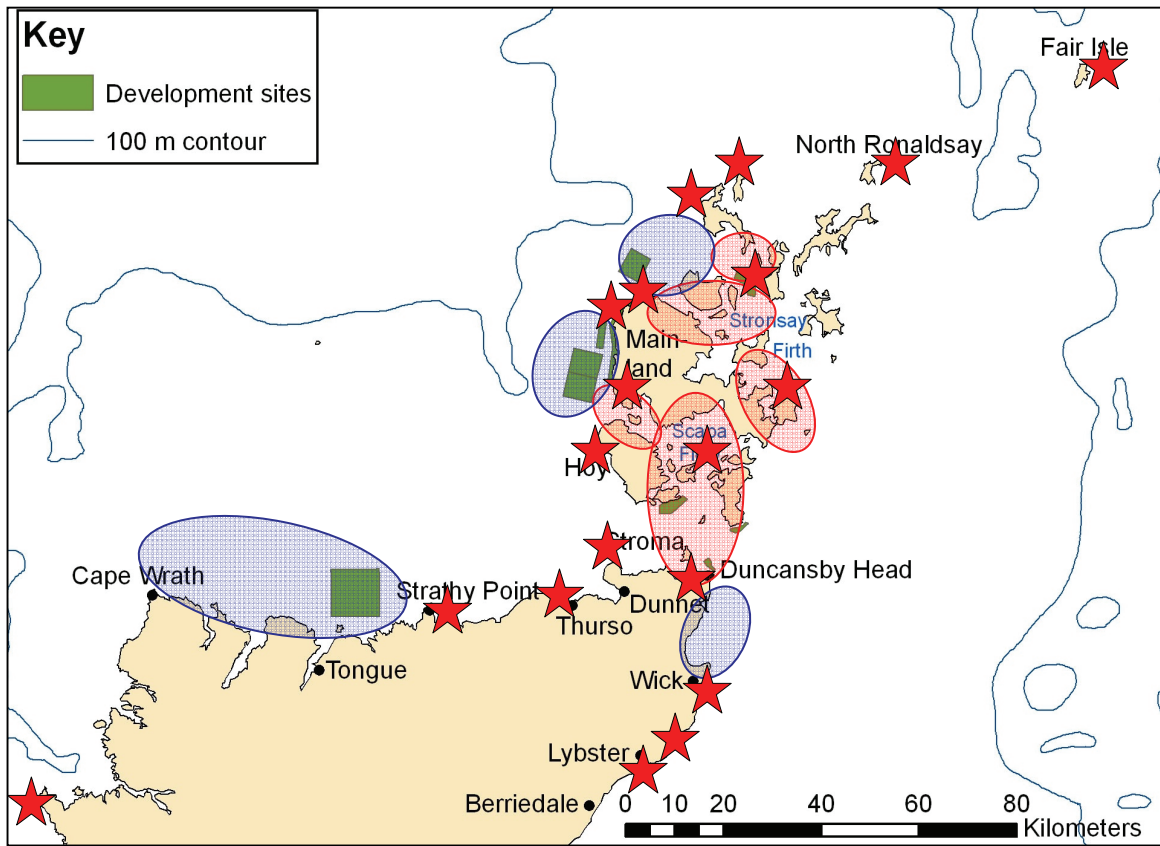 Key
Development sites
100 m contour
Fair Isle
North Ronaldsay
Stronsay
Firth
Main-
land
Scapa
Hoy
Stroma
Cape Wrath
Strathy Point
Duncansby Head
Dunnet
Thurso
Tongue
Wick
Lybster
Berriedale
0 10 20 40 60 80
Kilometers